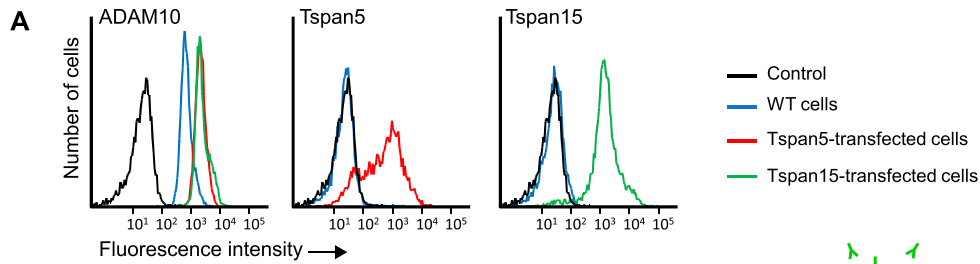 A
ADAM10
Tspan5
Tspan15
Number of cells
10¹ 10² 10³ 10⁴ 10⁵
10¹ 10² 10³ 10⁴ 10⁵
10¹ 10² 10³ 10⁴ 10⁵
Fluorescence intensity
Control
WT cells
Tspan5-transfected cells
Tspan15-transfected cells